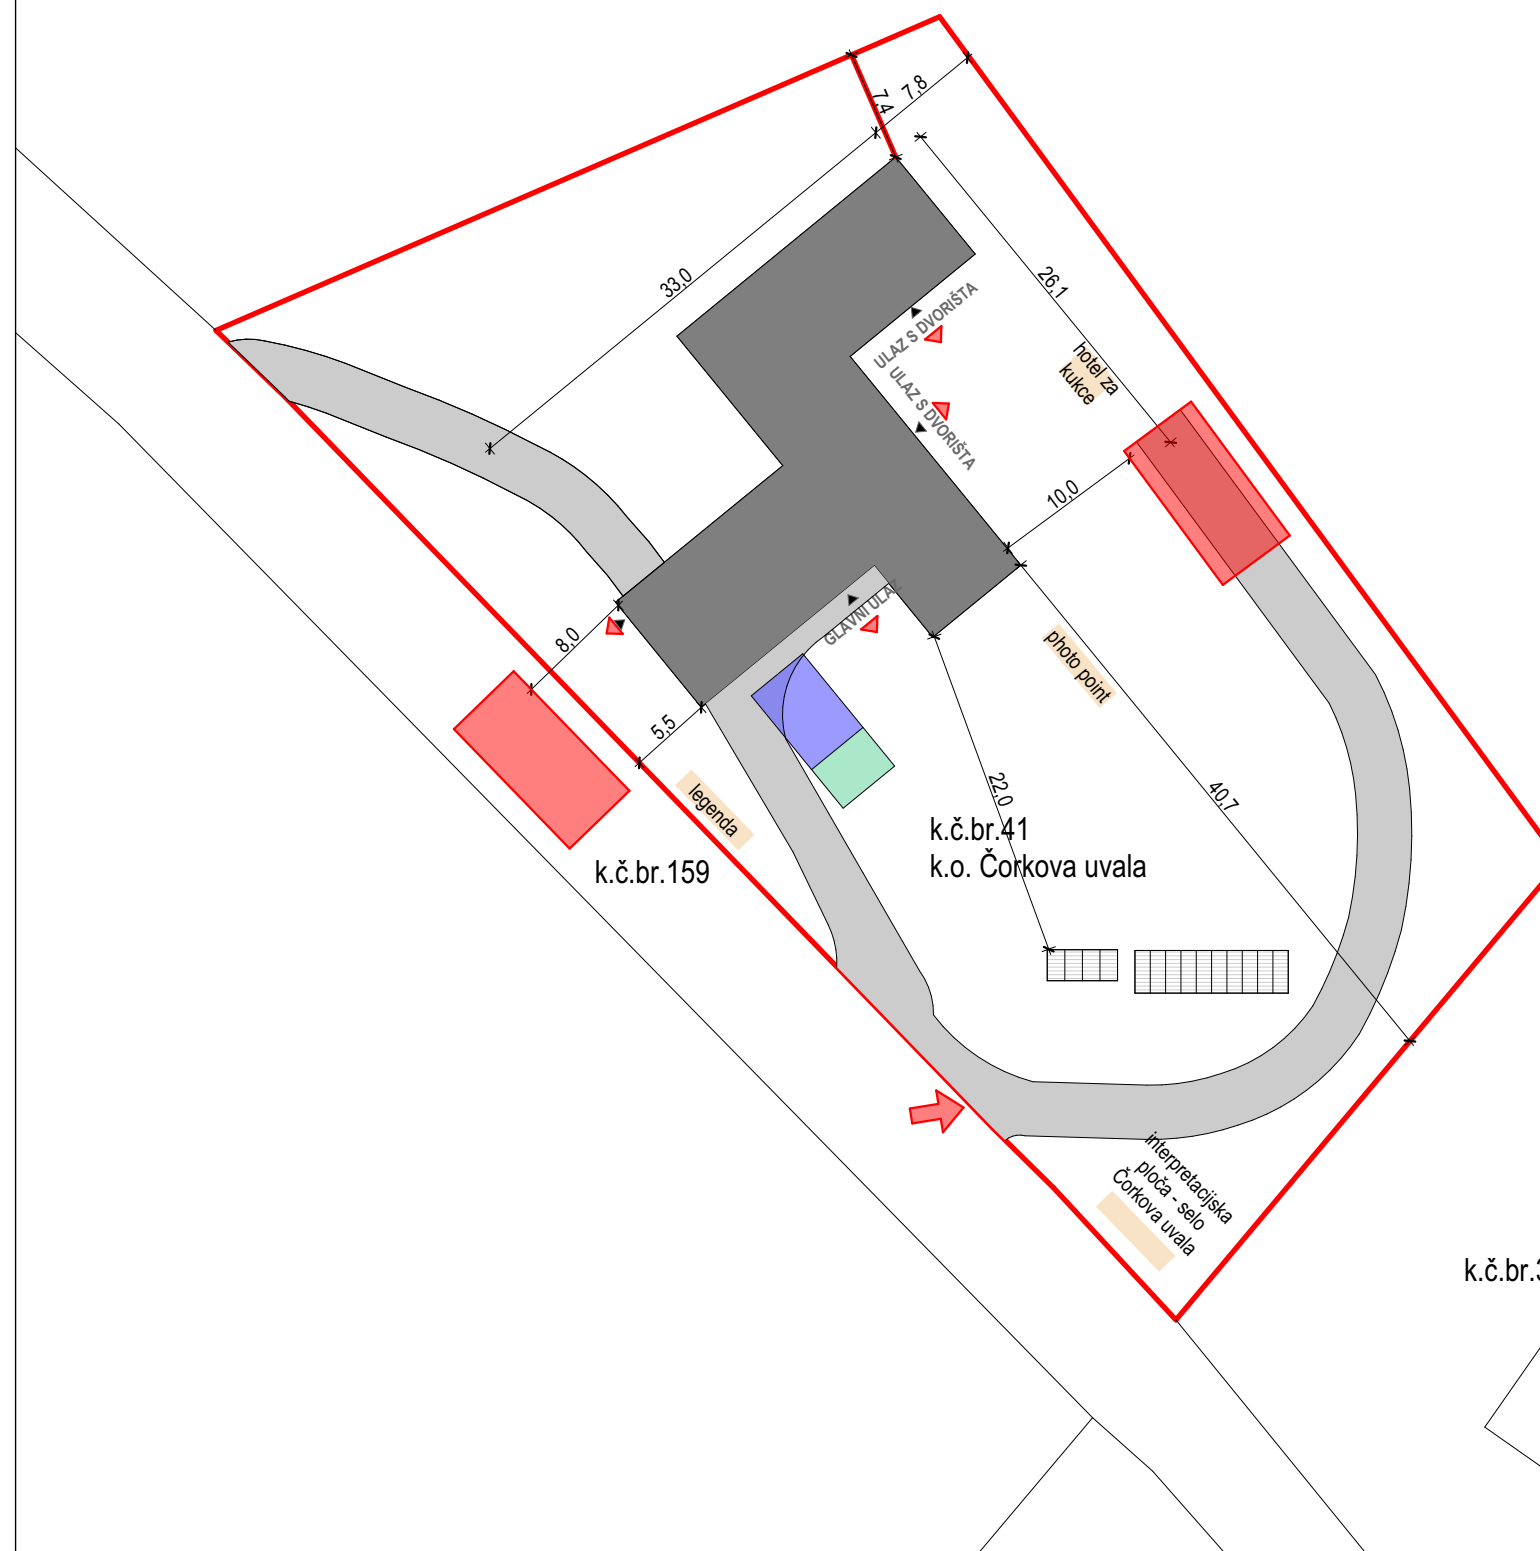 7,8
7,4
33,0
26,1
ULAZ S DVORIŠTA
ULAZ S DVORIŠTA
hotel za
kukce
10,0
GLAVNI ULAZ
8,0
5,5
photo point
legenda
22,0
40,7
k.č.br.41
k.o. Čorkova uvala
k.č.br.159
interpretacijska
ploča - selo
Čorkova uvala
k.č.br.3